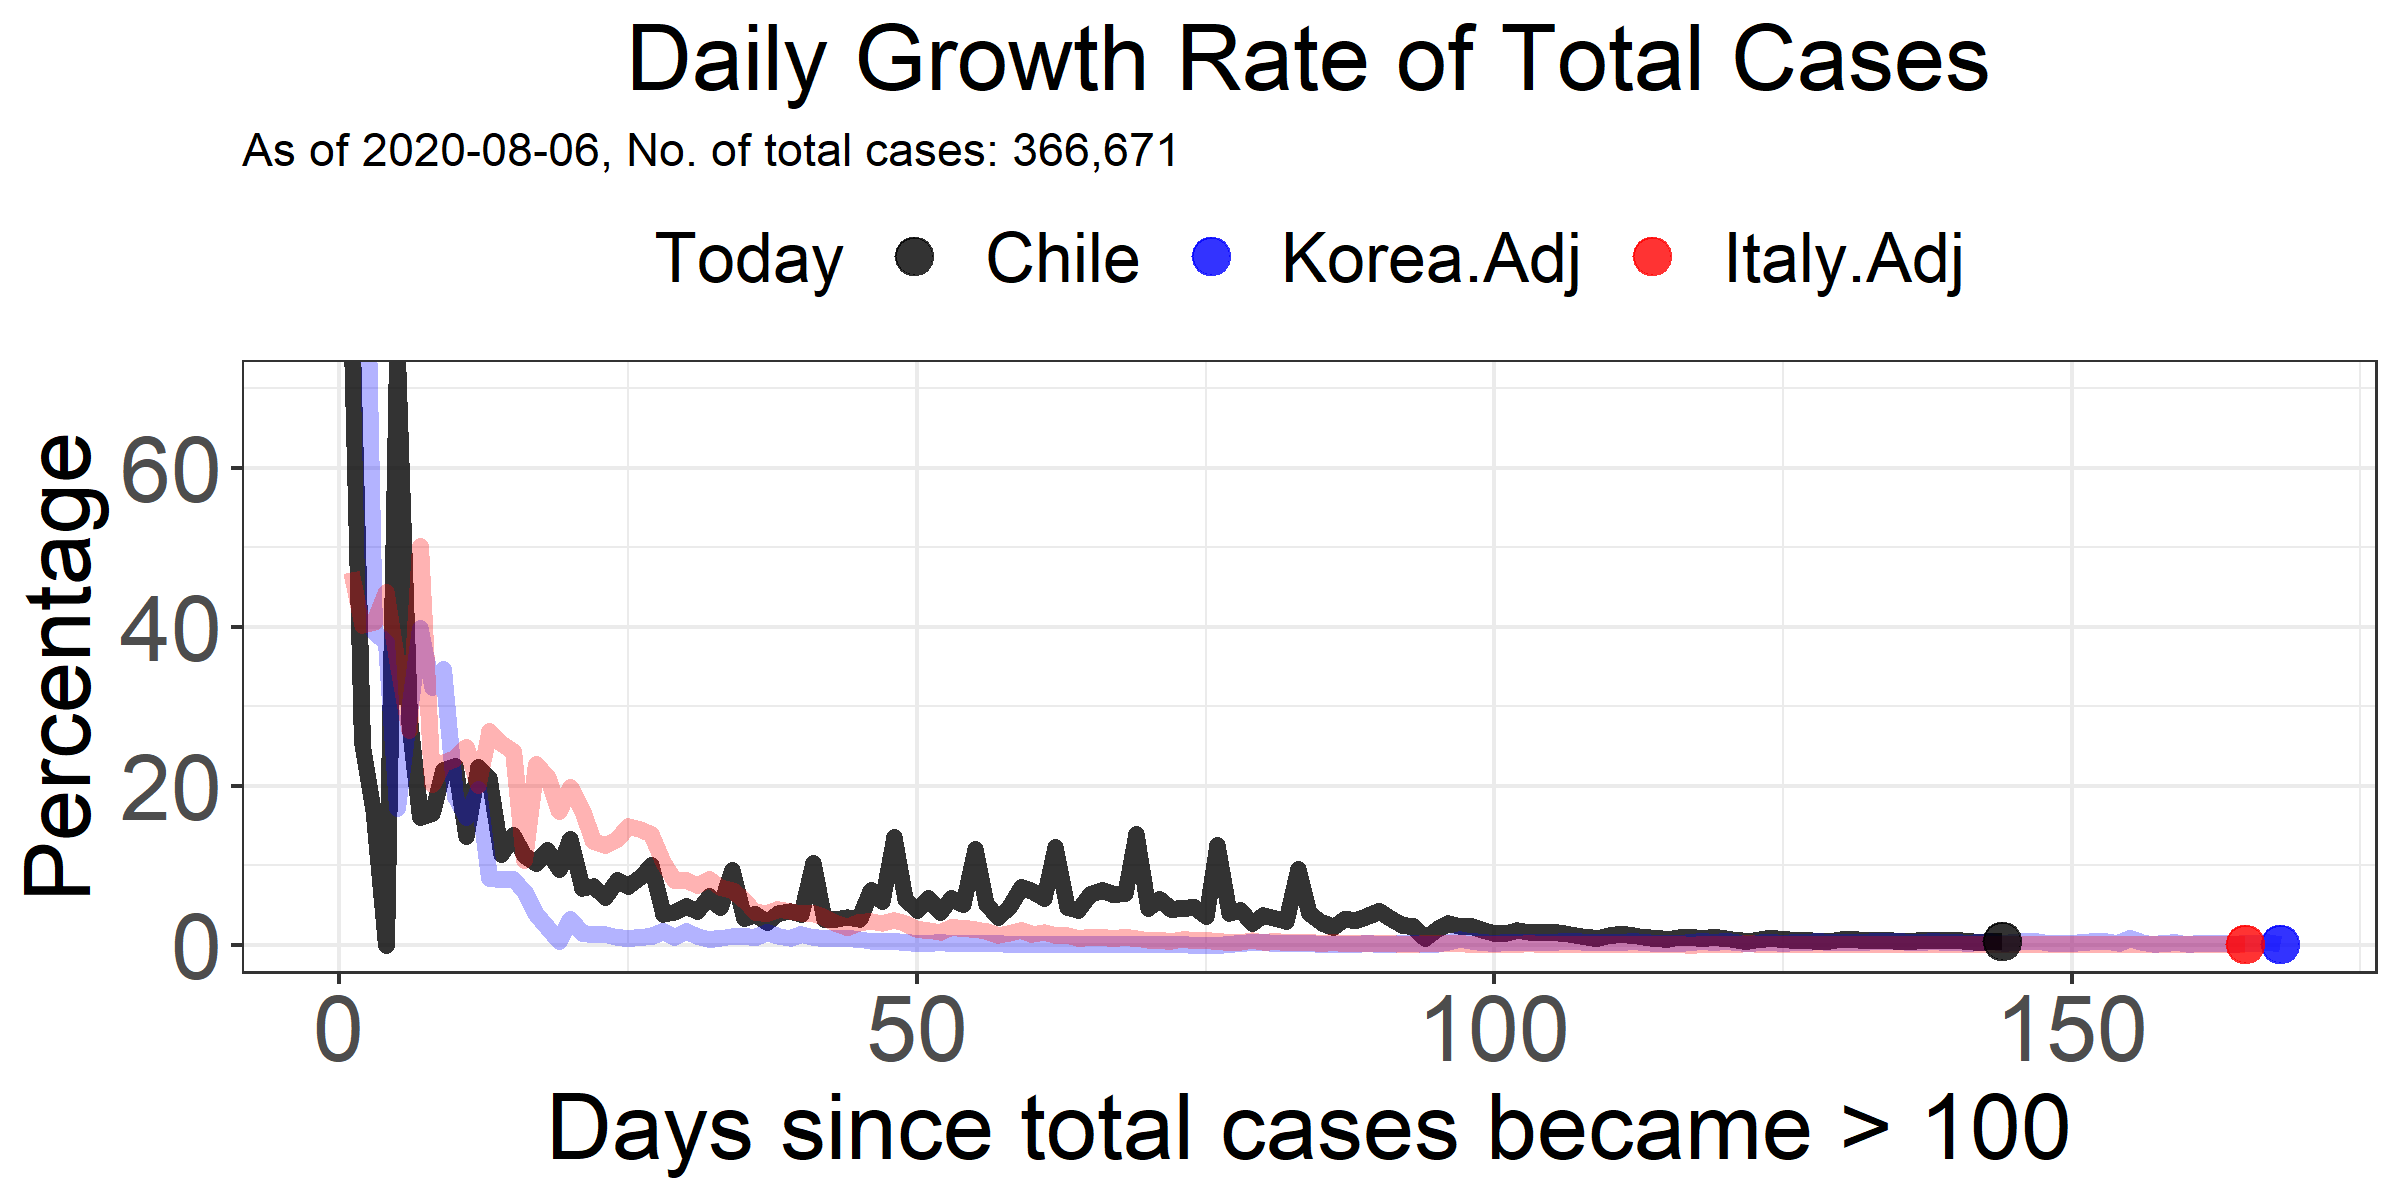 Daily Growth Rate of Total Cases
As of 2020-08-06, No. of total cases: 366,671
Today Chile Korea.Adj Italy.Adj
Percentage
60
40
20
0
0 50 100 150
Days since total cases became > 100